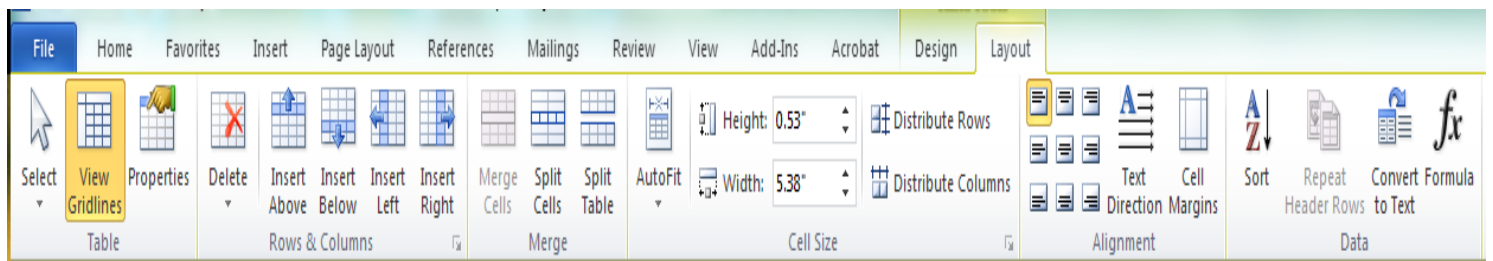 File Home Favorites Insert Page Layout References Mailings Review View Add-Ins Acrobat Design Layout
Select View Gridlines Properties
Table
Delete Insert Above Insert Below Insert Left Insert Right
Rows & Columns
Merge Cells Split Cells Split Table
Merge
AutoFit
Height: 0.53" Distribute Rows
Width: 5.38" Distribute Columns
Cell Size
Text Direction Cell Margins
Alignment
A Z Sort Repeat Header Rows Convert to Text fx Formula
Data